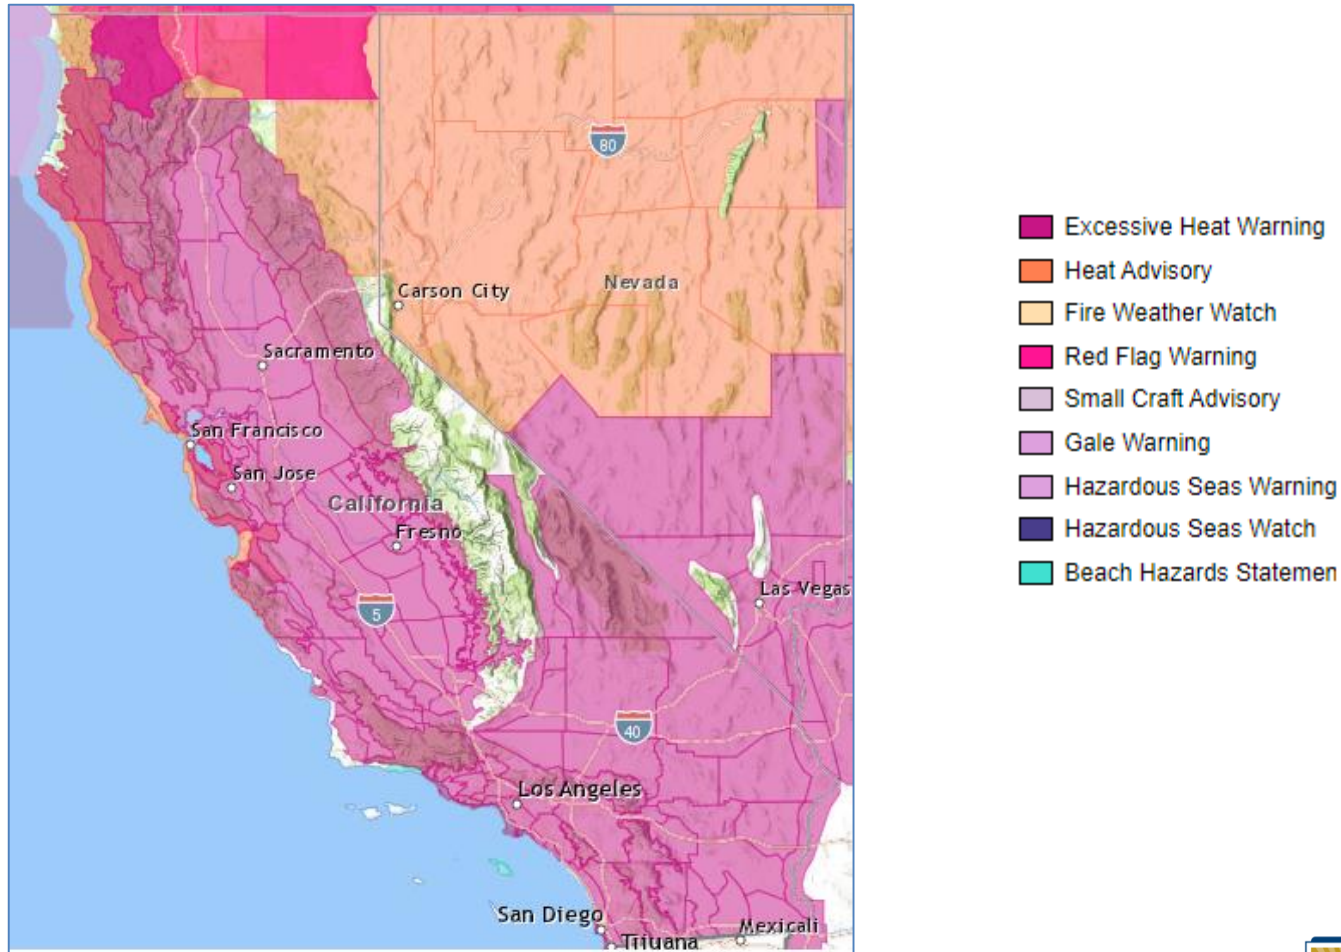 80
Carson City
Nevada
Sacramento
San Francisco
San Jose
California
Fresno
5
Las Vegas
40
Los Angeles
San Diego
Mexicali
Tijuana
Excessive Heat Warning
Heat Advisory
Fire Weather Watch
Red Flag Warning
Small Craft Advisory
Gale Warning
Hazardous Seas Warning
Hazardous Seas Watch
Beach Hazards Statemen